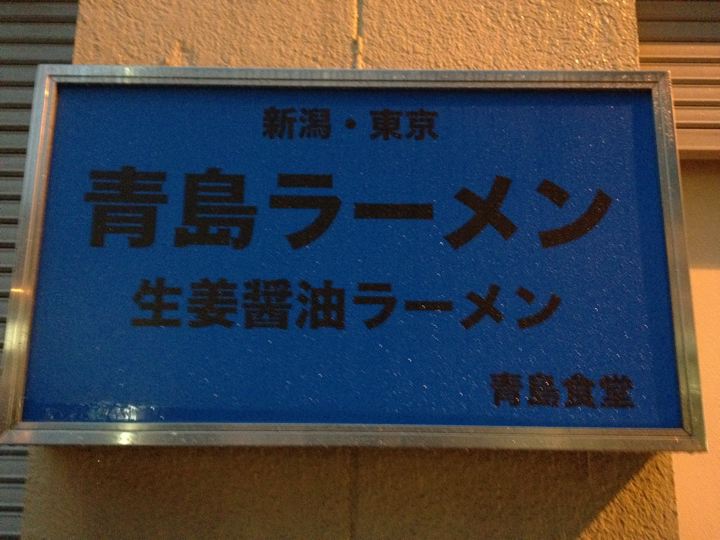 新潟・東京
青島ラーメン
生姜醤油ラーメン
青島食堂